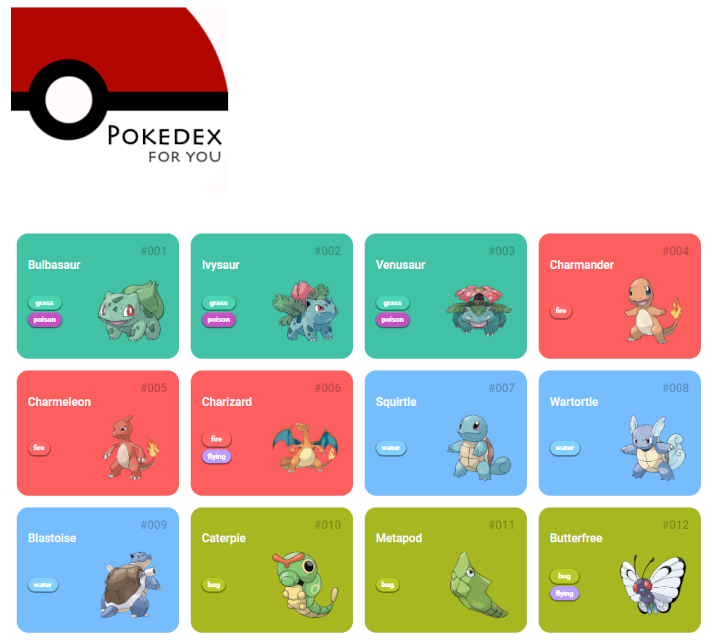 POKEDEX
FOR YOU
#001
Bulbasaur
grass
poison
#002
Ivysaur
grass
poison
#003
Venusaur
grass
poison
#004
Charmander
fire
#005
Charmeleon
fire
#006
Charizard
fire
flying
#007
Squirtle
water
#008
Wartortle
water
#009
Blastoise
water
#010
Caterpie
bug
#011
Metapod
bug
#012
Butterfree
bug
flying